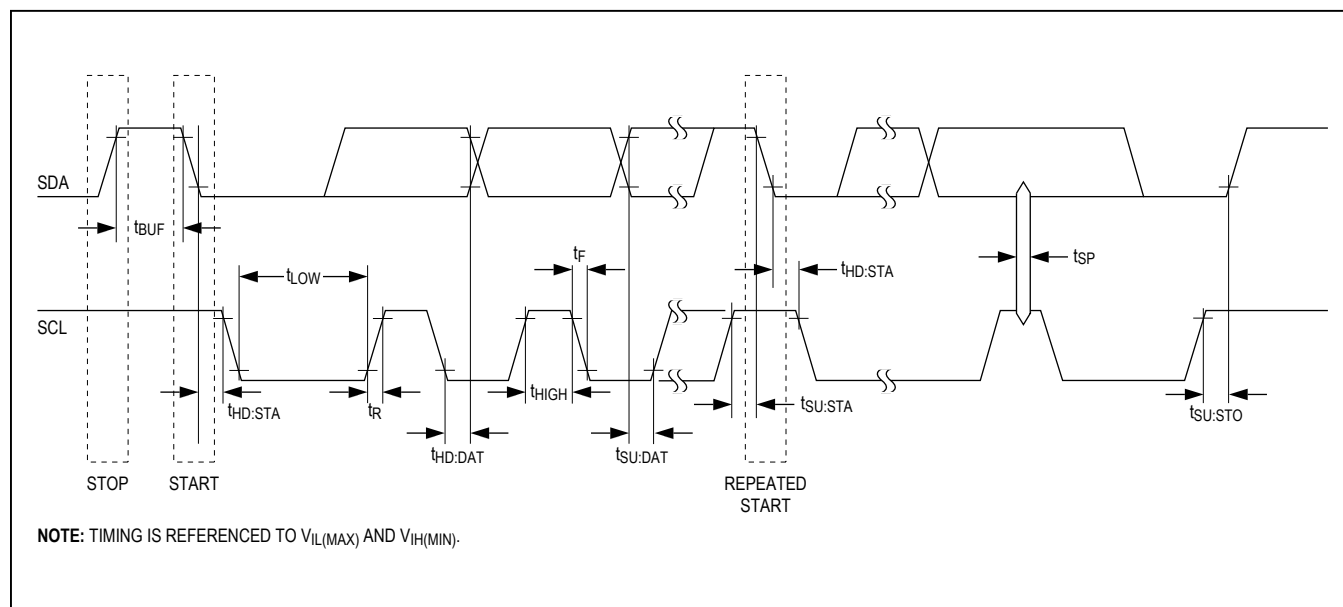 SDA
tBUF
tF
tLOW
tHD:STA
tSP
SCL
tHD:STA
tR
tHIGH
tSU:STA
tSU:STO
tHD:DAT
tSU:DAT
STOP
START
REPEATED
START
NOTE: TIMING IS REFERENCED TO VIL(MAX) AND VIH(MIN).